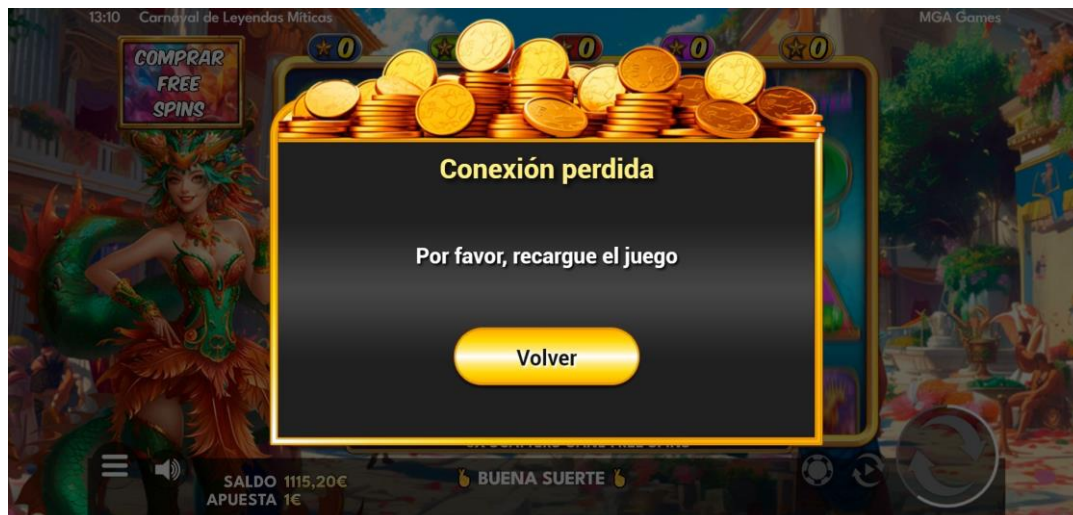 13:10 Carnaval de Leyendas Míticas
MGA Games
COMPRAR
FREE
SPINS
0
0
0
0
Conexión perdida
Por favor, recargue el juego
Volver
SALDO 1115,20€
APUESTA 1€
BUENA SUERTE